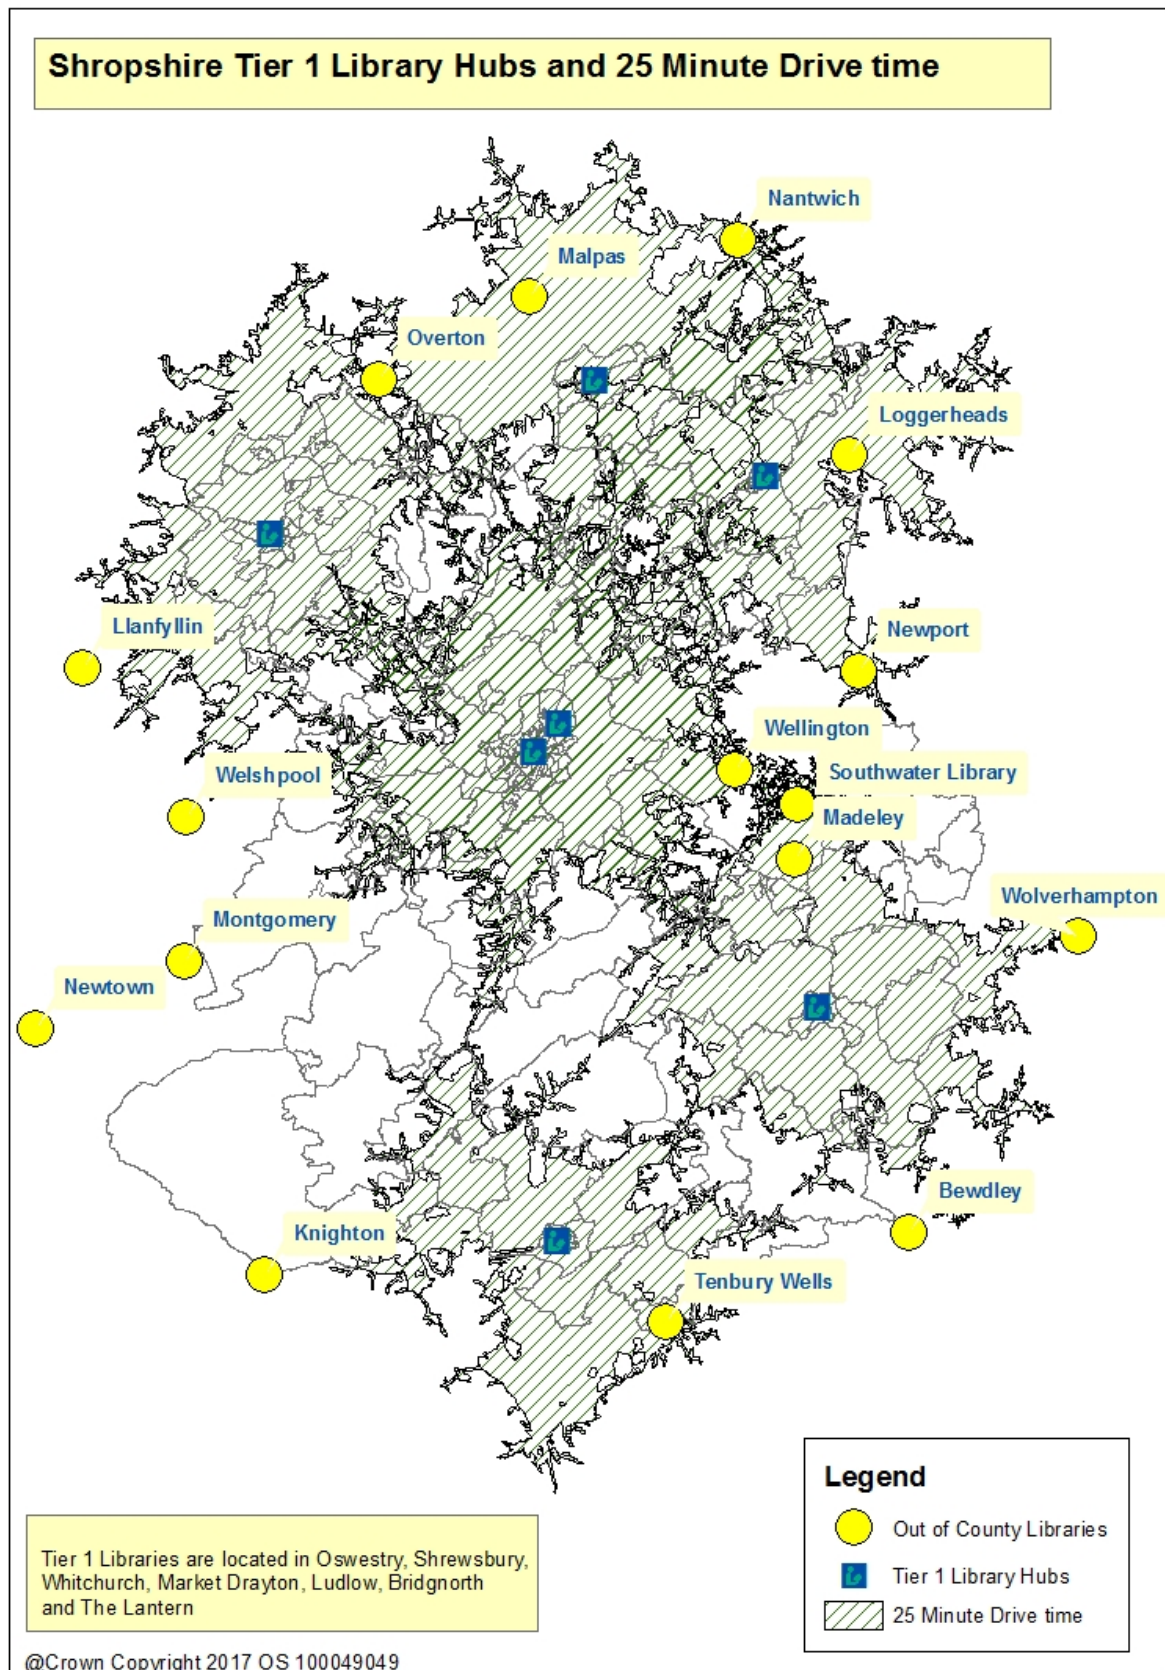 Shropshire Tier 1 Library Hubs and 25 Minute Drive time
Nantwich
Malpas
Overton
Loggerheads
Llanfyllin
Newport
Wellington
Welshpool
Southwater Library
Madeley
Wolverhampton
Montgomery
Newtown
Bewdley
Knighton
Tenbury Wells
Legend
Out of County Libraries
Tier 1 Library Hubs
25 Minute Drive time
Tier 1 Libraries are located in Oswestry, Shrewsbury,
Whitchurch, Market Drayton, Ludlow, Bridgnorth
and The Lantern
@Crown Copyright 2017 OS 100049049